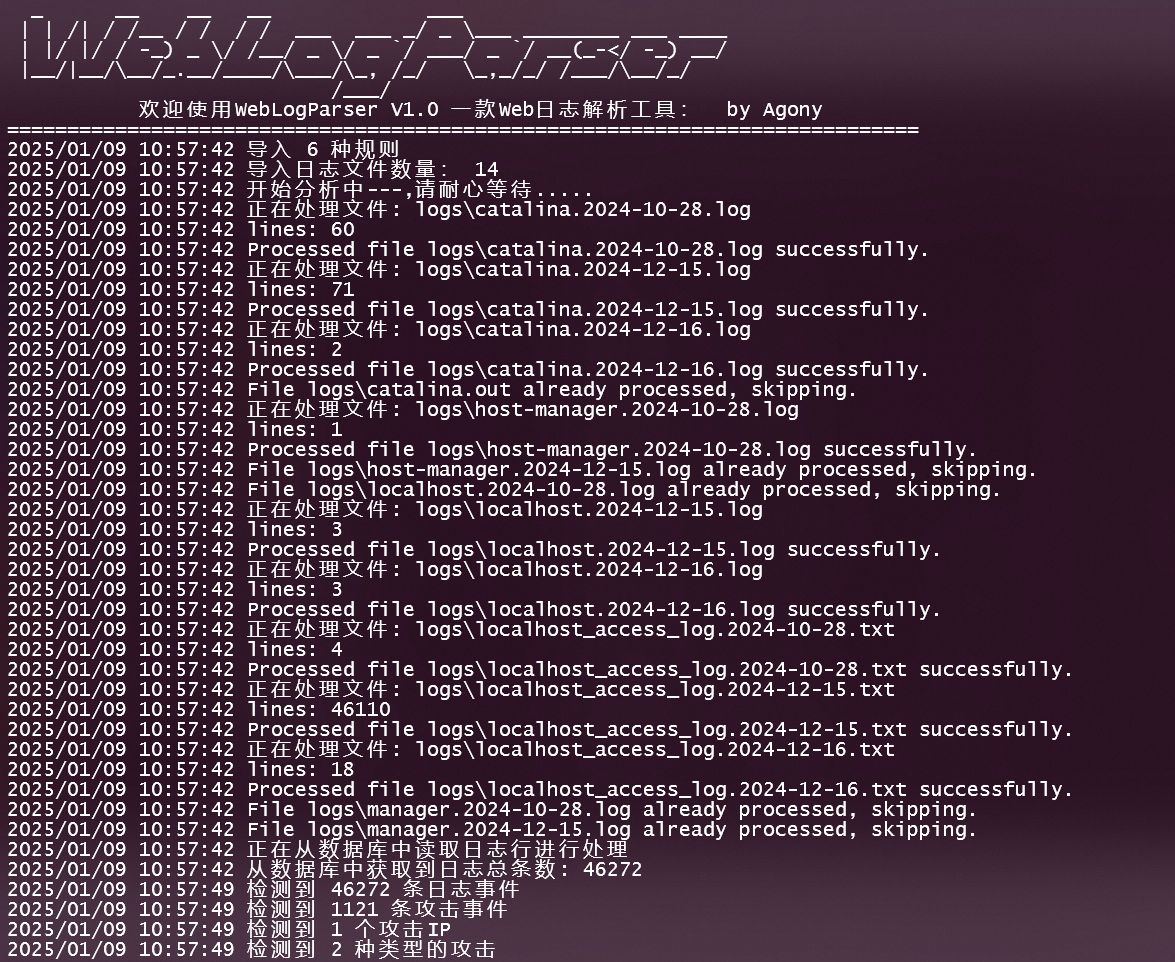 WebLogParser
欢迎使用WebLogParser V1.0 一款Web日志解析工具:   by Agony
============================================================================
2025/01/09 10:57:42 导入 6 种规则
2025/01/09 10:57:42 导入日志文件数量:  14
2025/01/09 10:57:42 开始分析中---,请耐心等待.....
2025/01/09 10:57:42 正在处理文件: logs\catalina.2024-10-28.log
2025/01/09 10:57:42 lines: 60
2025/01/09 10:57:42 Processed file logs\catalina.2024-10-28.log successfully.
2025/01/09 10:57:42 正在处理文件: logs\catalina.2024-12-15.log
2025/01/09 10:57:42 lines: 71
2025/01/09 10:57:42 Processed file logs\catalina.2024-12-15.log successfully.
2025/01/09 10:57:42 正在处理文件: logs\catalina.2024-12-16.log
2025/01/09 10:57:42 lines: 2
2025/01/09 10:57:42 Processed file logs\catalina.2024-12-16.log successfully.
2025/01/09 10:57:42 File logs\catalina.out already processed, skipping.
2025/01/09 10:57:42 正在处理文件: logs\host-manager.2024-10-28.log
2025/01/09 10:57:42 lines: 1
2025/01/09 10:57:42 Processed file logs\host-manager.2024-10-28.log successfully.
2025/01/09 10:57:42 File logs\host-manager.2024-12-15.log already processed, skipping.
2025/01/09 10:57:42 File logs\localhost.2024-10-28.log already processed, skipping.
2025/01/09 10:57:42 正在处理文件: logs\localhost.2024-12-15.log
2025/01/09 10:57:42 lines: 3
2025/01/09 10:57:42 Processed file logs\localhost.2024-12-15.log successfully.
2025/01/09 10:57:42 正在处理文件: logs\localhost.2024-12-16.log
2025/01/09 10:57:42 lines: 3
2025/01/09 10:57:42 Processed file logs\localhost.2024-12-16.log successfully.
2025/01/09 10:57:42 正在处理文件: logs\localhost_access_log.2024-10-28.txt
2025/01/09 10:57:42 lines: 4
2025/01/09 10:57:42 Processed file logs\localhost_access_log.2024-10-28.txt successfully.
2025/01/09 10:57:42 正在处理文件: logs\localhost_access_log.2024-12-15.txt
2025/01/09 10:57:42 lines: 46110
2025/01/09 10:57:42 Processed file logs\localhost_access_log.2024-12-15.txt successfully.
2025/01/09 10:57:42 正在处理文件: logs\localhost_access_log.2024-12-16.txt
2025/01/09 10:57:42 lines: 18
2025/01/09 10:57:42 Processed file logs\localhost_access_log.2024-12-16.txt successfully.
2025/01/09 10:57:42 File logs\manager.2024-10-28.log already processed, skipping.
2025/01/09 10:57:42 File logs\manager.2024-12-15.log already processed, skipping.
2025/01/09 10:57:42 正在从数据库中读取日志行进行处理
2025/01/09 10:57:42 从数据库中获取到日志总条数: 46272
2025/01/09 10:57:49 检测到 46272 条日志事件
2025/01/09 10:57:49 检测到 1121 条攻击事件
2025/01/09 10:57:49 检测到 1 个攻击IP
2025/01/09 10:57:49 检测到 2 种类型的攻击